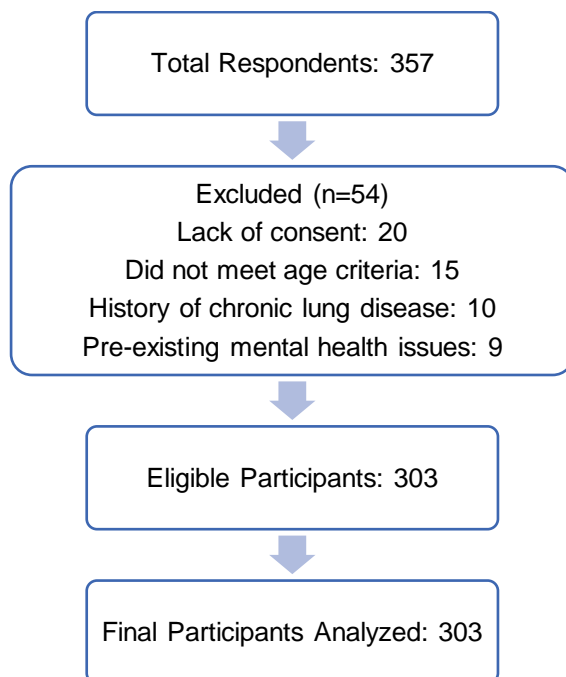 Total Respondents: 357
Excluded (n=54)
Lack of consent: 20
Did not meet age criteria: 15
History of chronic lung disease: 10
Pre-existing mental health issues: 9
Eligible Participants: 303
Final Participants Analyzed: 303